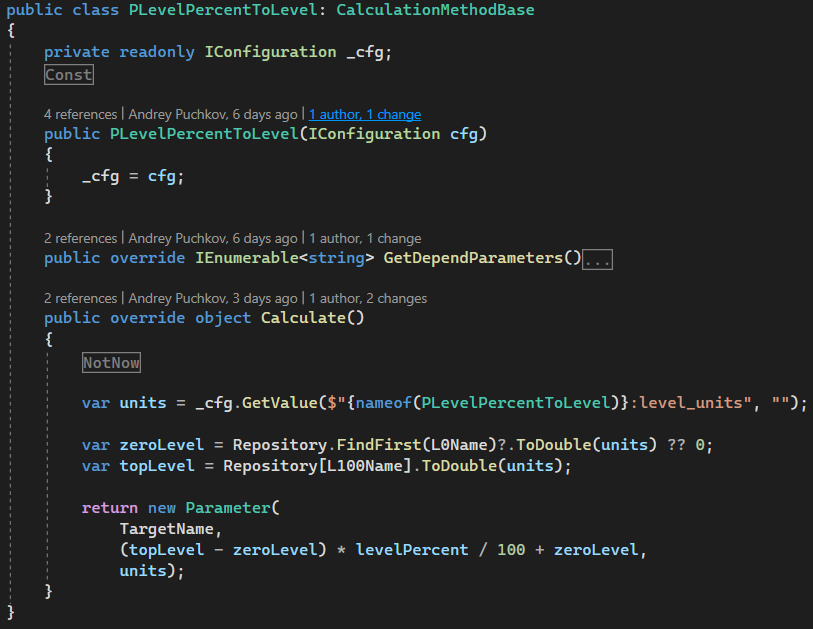 public class PLevelPercentToLevel: CalculationMethodBase
{
    private readonly IConfiguration _cfg;
    Const

    4 references | Andrey Puchkov, 6 days ago | 1 author, 1 change
    public PLevelPercentToLevel(IConfiguration cfg)
    {
        _cfg = cfg;
    }

    2 references | Andrey Puchkov, 6 days ago | 1 author, 1 change
    public override IEnumerable<string> GetDependParameters()...

    2 references | Andrey Puchkov, 3 days ago | 1 author, 2 changes
    public override object Calculate()
    {
        NotNow

        var units = _cfg.GetValue($"{nameof(PLevelPercentToLevel)}:level_units", "");

        var zeroLevel = Repository.FindFirst(L0Name)?.ToDouble(units) ?? 0;
        var topLevel = Repository[L100Name].ToDouble(units);

        return new Parameter(
            TargetName,
            (topLevel - zeroLevel) * levelPercent / 100 + zeroLevel,
            units);
    }
}